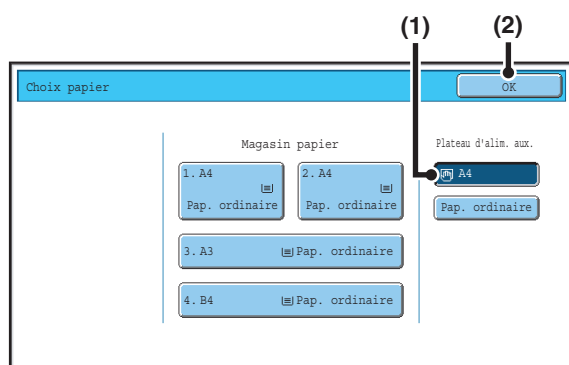 (1) (2)
Choix papier OK
Magasin papier Plateau d'alim. aux.
1. A4 2. A4 A4
Pap. ordinaire Pap. ordinaire Pap. ordinaire
3. A3 Pap. ordinaire
4. B4 Pap. ordinaire